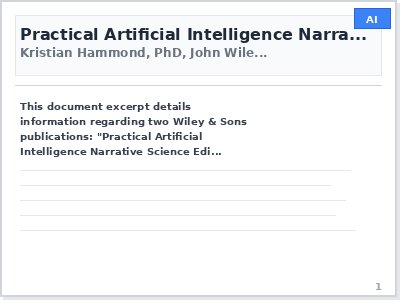 AI
Practical Artificial Intelligence Narra...
Kristian Hammond, PhD, John Wile...
This document excerpt details
information regarding two Wiley & Sons
publications: "Practical Artificial
Intelligence Narrative Science Edi...
1